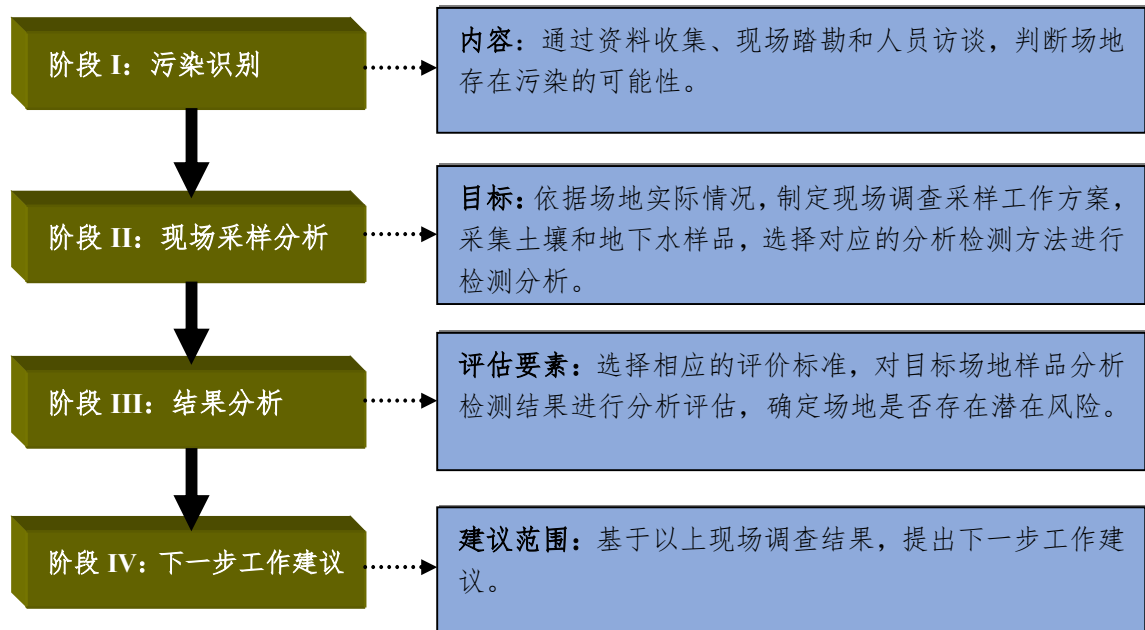 阶段 I：污染识别
内容：通过资料收集、现场踏勘和人员访谈，判断场地
存在污染的可能性。
阶段 II：现场采样分析
目标：依据场地实际情况，制定现场调查采样工作方案，
采集土壤和地下水样品，选择对应的分析检测方法进行
检测分析。
阶段 III：结果分析
评估要素：选择相应的评价标准，对目标场地样品分析
检测结果进行分析评估，确定场地是否存在潜在风险。
阶段 IV：下一步工作建议
建议范围：基于以上现场调查结果，提出下一步工作建
议。